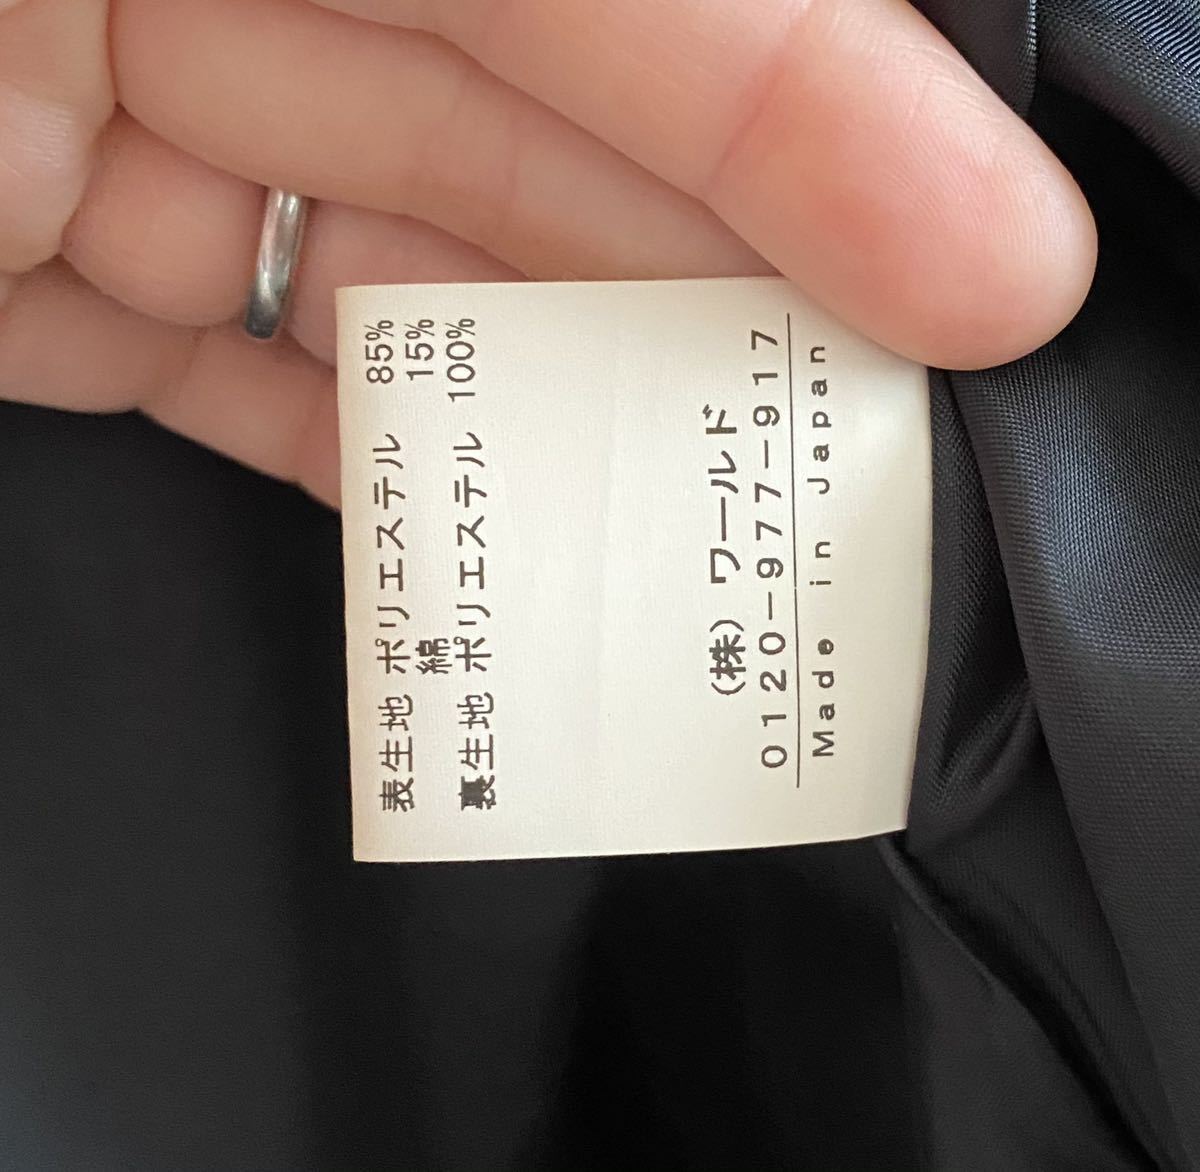 表生地 ポリエステル 85%
綿 15%
裏生地 ポリエステル 100%
(株) ワールド
0120-977-917
Made in Japan